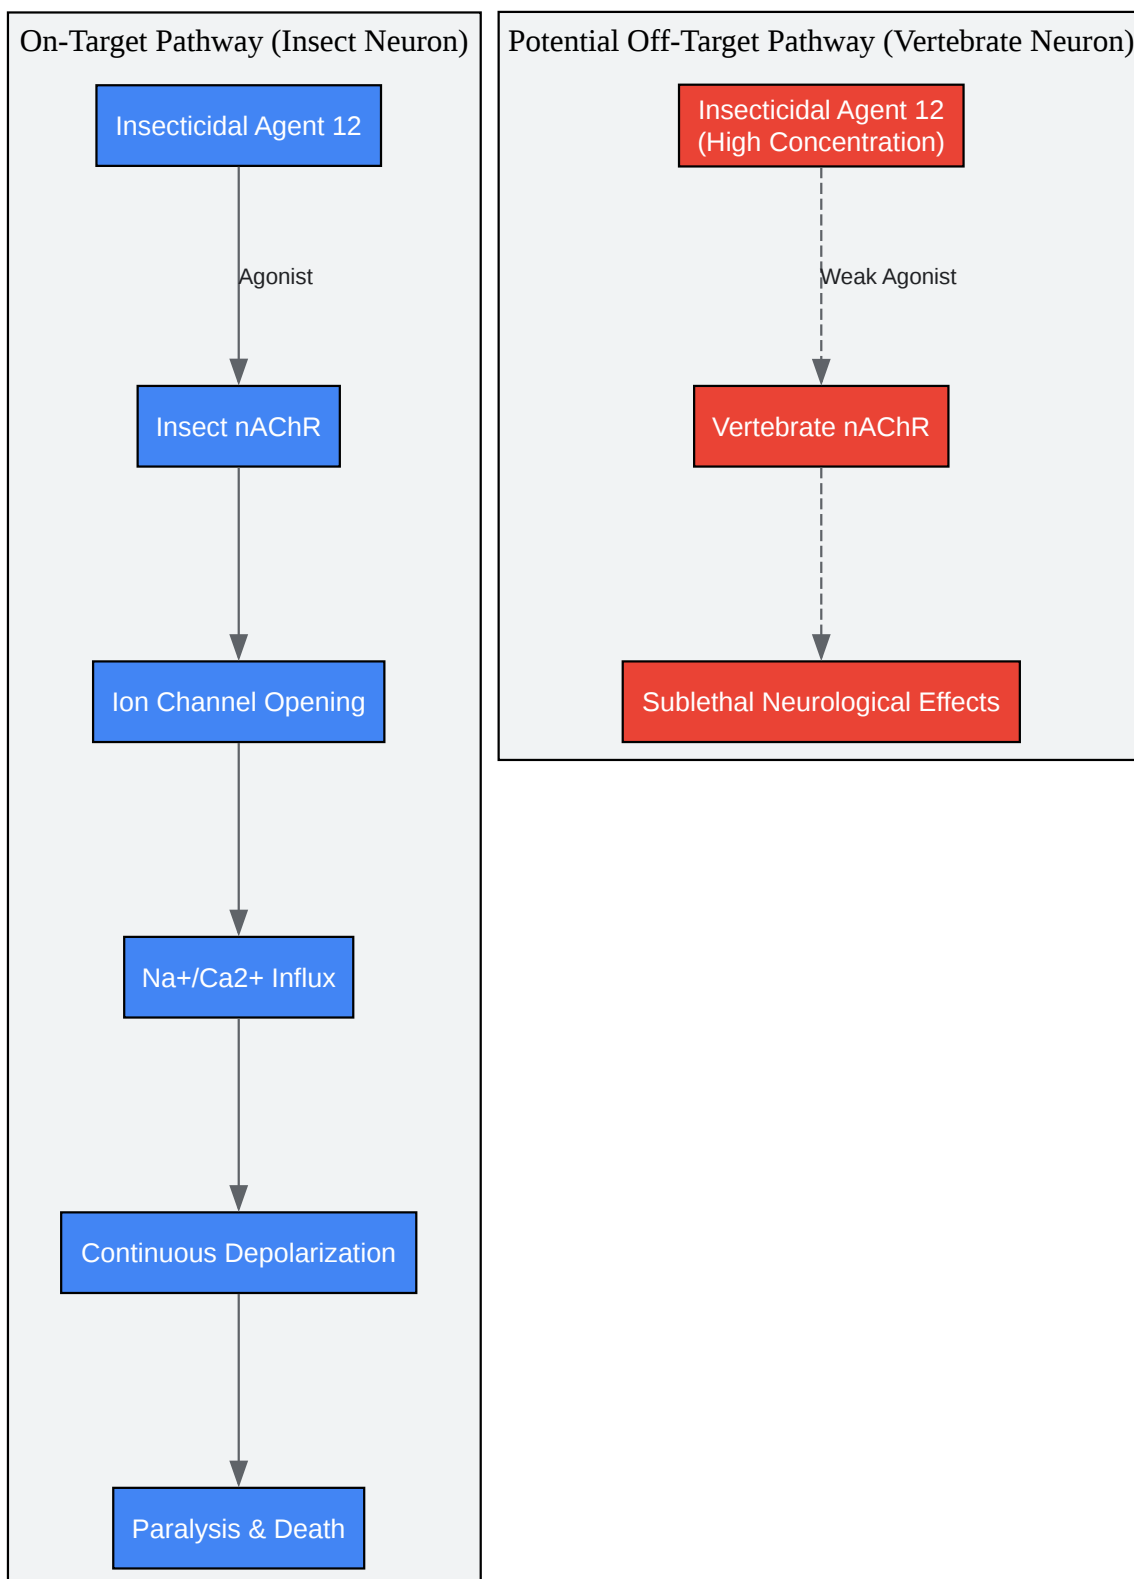 On-Target Pathway (Insect Neuron)
Insecticidal Agent 12
Agonist
Insect nAChR
Ion Channel Opening
Na+/Ca2+ Influx
Continuous Depolarization
Paralysis & Death
Potential Off-Target Pathway (Vertebrate Neuron)
Insecticidal Agent 12
(High Concentration)
Weak Agonist
Vertebrate nAChR
Sublethal Neurological Effects